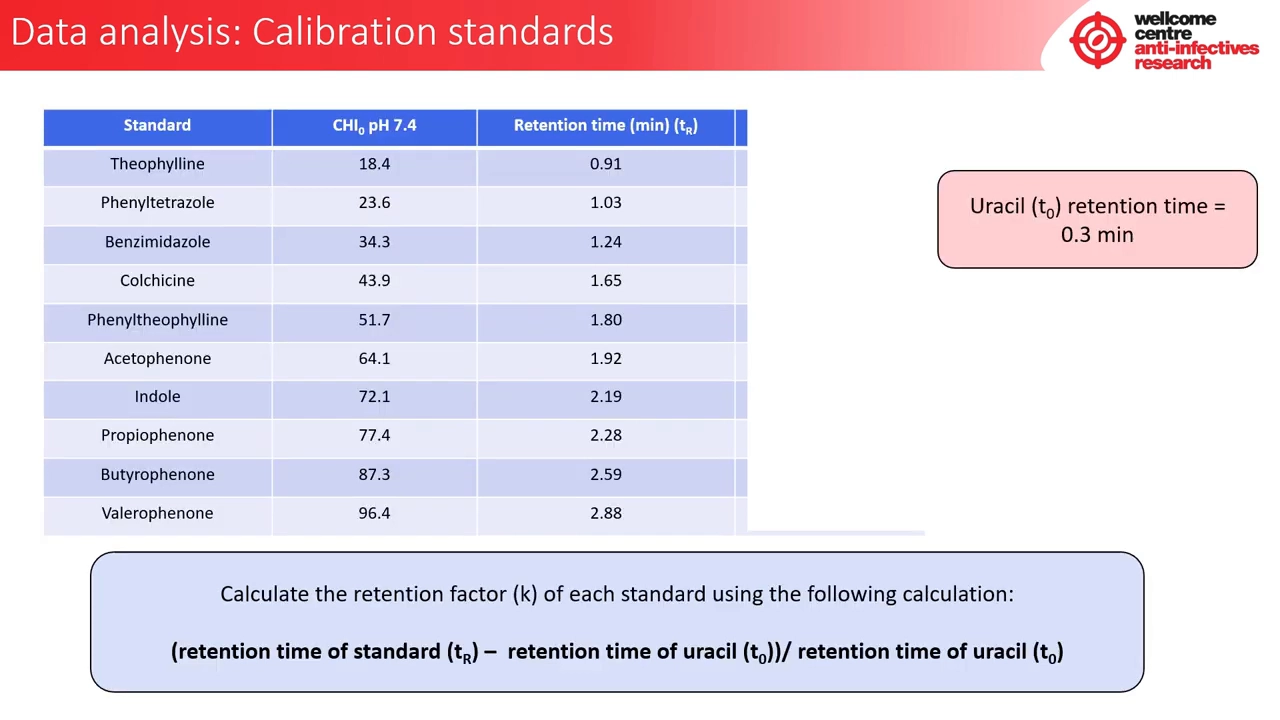 Data analysis: Calibration standards
wellcome
centre
anti-infectives
research
Standard CHI0 pH 7.4 Retention time (min) (tR)
Theophylline 18.4 0.91
Phenyltetrazole 23.6 1.03
Benzimidazole 34.3 1.24
Colchicine 43.9 1.65
Phenyltheophylline 51.7 1.80
Acetophenone 64.1 1.92
Indole 72.1 2.19
Propiophenone 77.4 2.28
Butyrophenone 87.3 2.59
Valerophenone 96.4 2.88
Uracil (t0) retention time =
0.3 min
Calculate the retention factor (k) of each standard using the following calculation:
(retention time of standard (tR) – retention time of uracil (t0))/ retention time of uracil (t0)